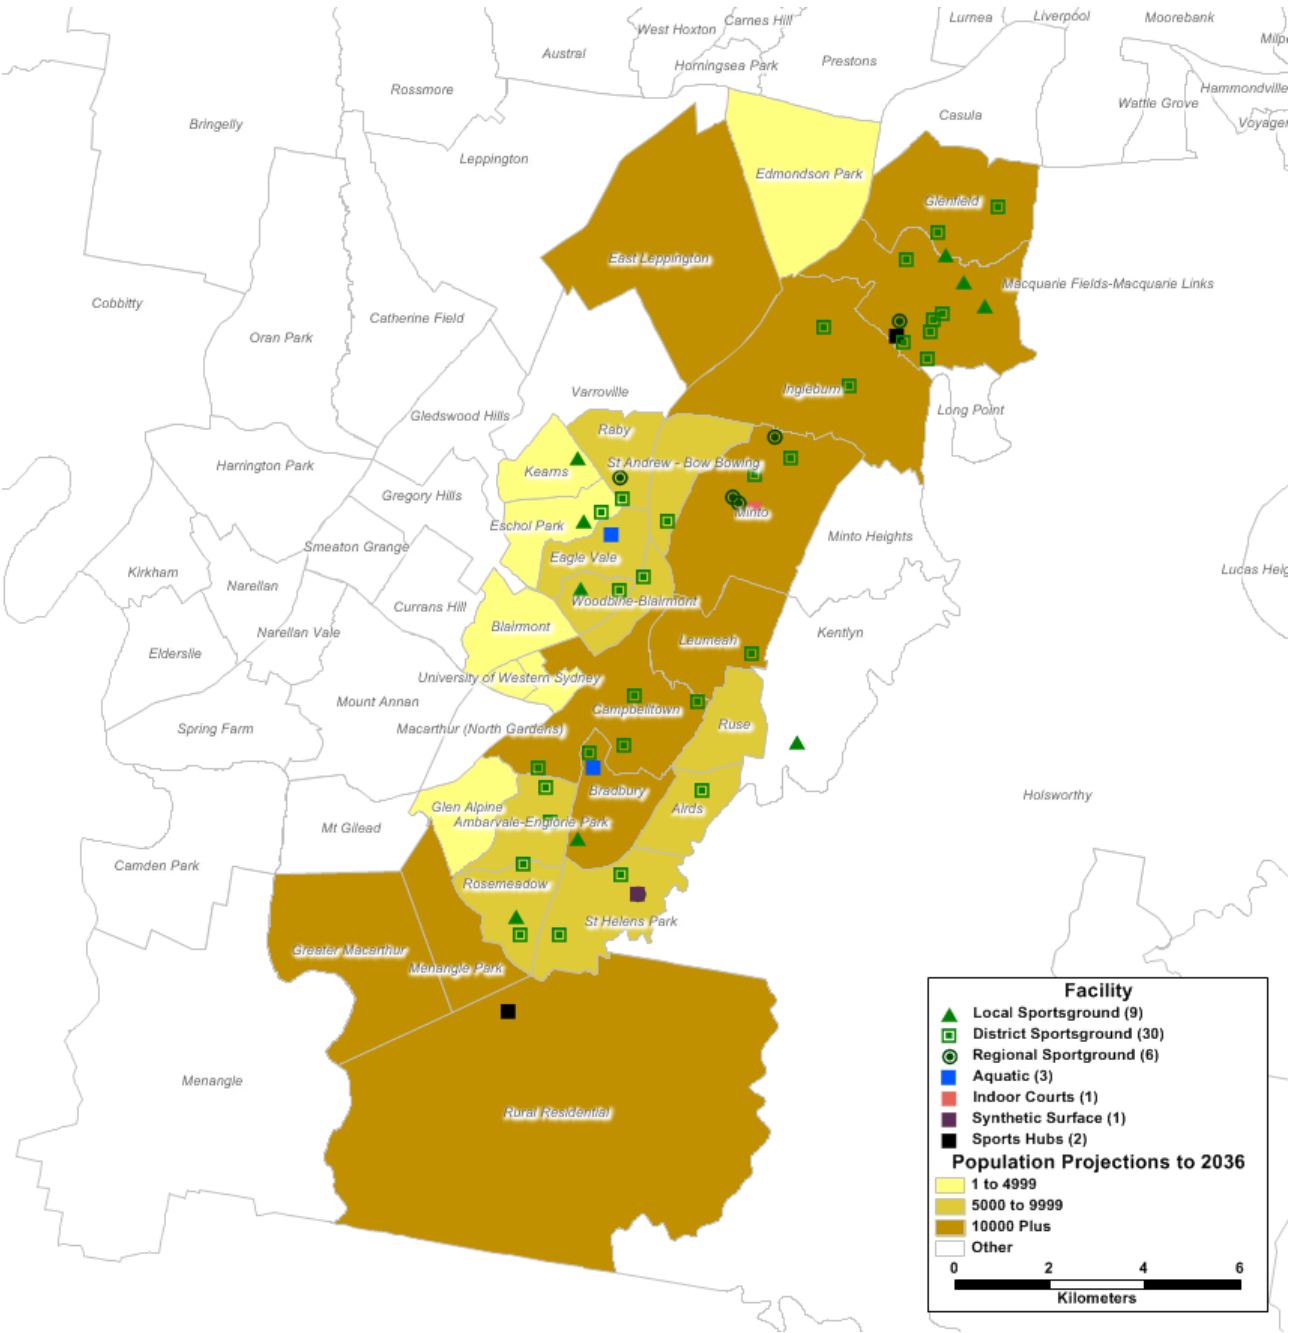 Carnes Hill
Lurnea
Liverpool
Moorebank
West Hoxton
Milpe
Austral
Horningsea Park
Prestons
Rossmore
Hammondville
Wattle Grove
Casula
Voyager
Bringelly
Leppington
Edmondson Park
Glenfield
East Leppington
Macquarie Fields-Macquarie Links
Cobbitty
Catherine Field
Oran Park
Varroville
Ingleburn
Long Point
Gledswood Hills
Raby
Harrington Park
Kearns
St Andrew - Bow Bowing
Gregory Hills
Minto
Eschol Park
Minto Heights
Smeaton Grange
Eagle Vale
Kirkham
Narellan
Lucas Heig
Woodbine-Blairmont
Currans Hill
Blairmont
Narellan Vale
Leumeah
Kentlyn
Elderslie
University of Western Sydney
Mount Annan
Campbelltown
Spring Farm
Macarthur (North Gardens)
Ruse
Bradbury
Holsworthy
Glen Alpine
Airds
Mt Gilead
Ambarvale-Englorie Park
Camden Park
Rosemeadow
St Helens Park
Greater Macarthur
Menangle Park
Menangle
Rural Residential
Facility
Local Sportsground (9)
District Sportsground (30)
Regional Sportground (6)
Aquatic (3)
Indoor Courts (1)
Synthetic Surface (1)
Sports Hubs (2)
Population Projections to 2036
1 to 4999
5000 to 9999
10000 Plus
Other
0 2 4 6
Kilometers